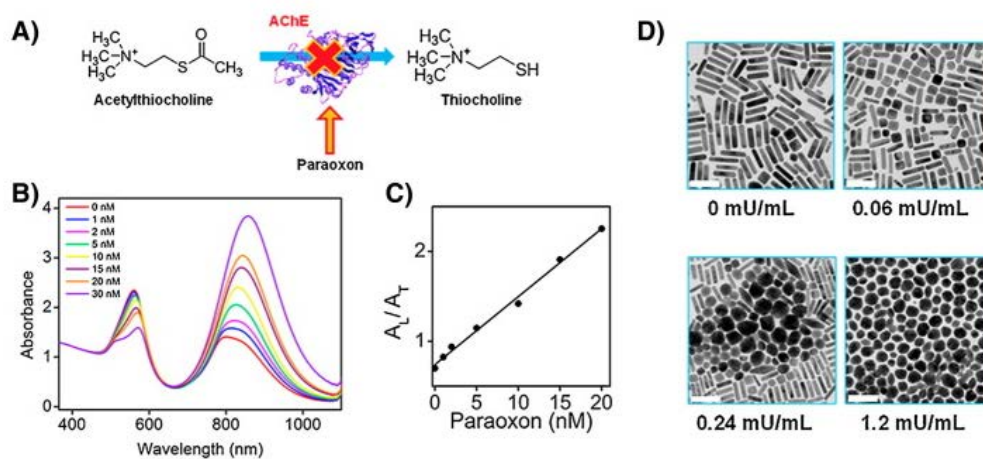 A)
AChE
H3C
CH3
N+
H3C
O
S
CH3
Acetylthiocholine
H3C
CH3
N+
H3C
SH
Thiocholine
Paraoxon
B)
4
3
2
1
0
Absorbance
0 nM
1 nM
2 nM
5 nM
10 nM
15 nM
20 nM
30 nM
400 600 800 1000
Wavelength (nm)
C)
2
1
AL/AT
0 5 10 15 20
Paraoxon (nM)
D)
0 mU/mL
0.06 mU/mL
0.24 mU/mL
1.2 mU/mL